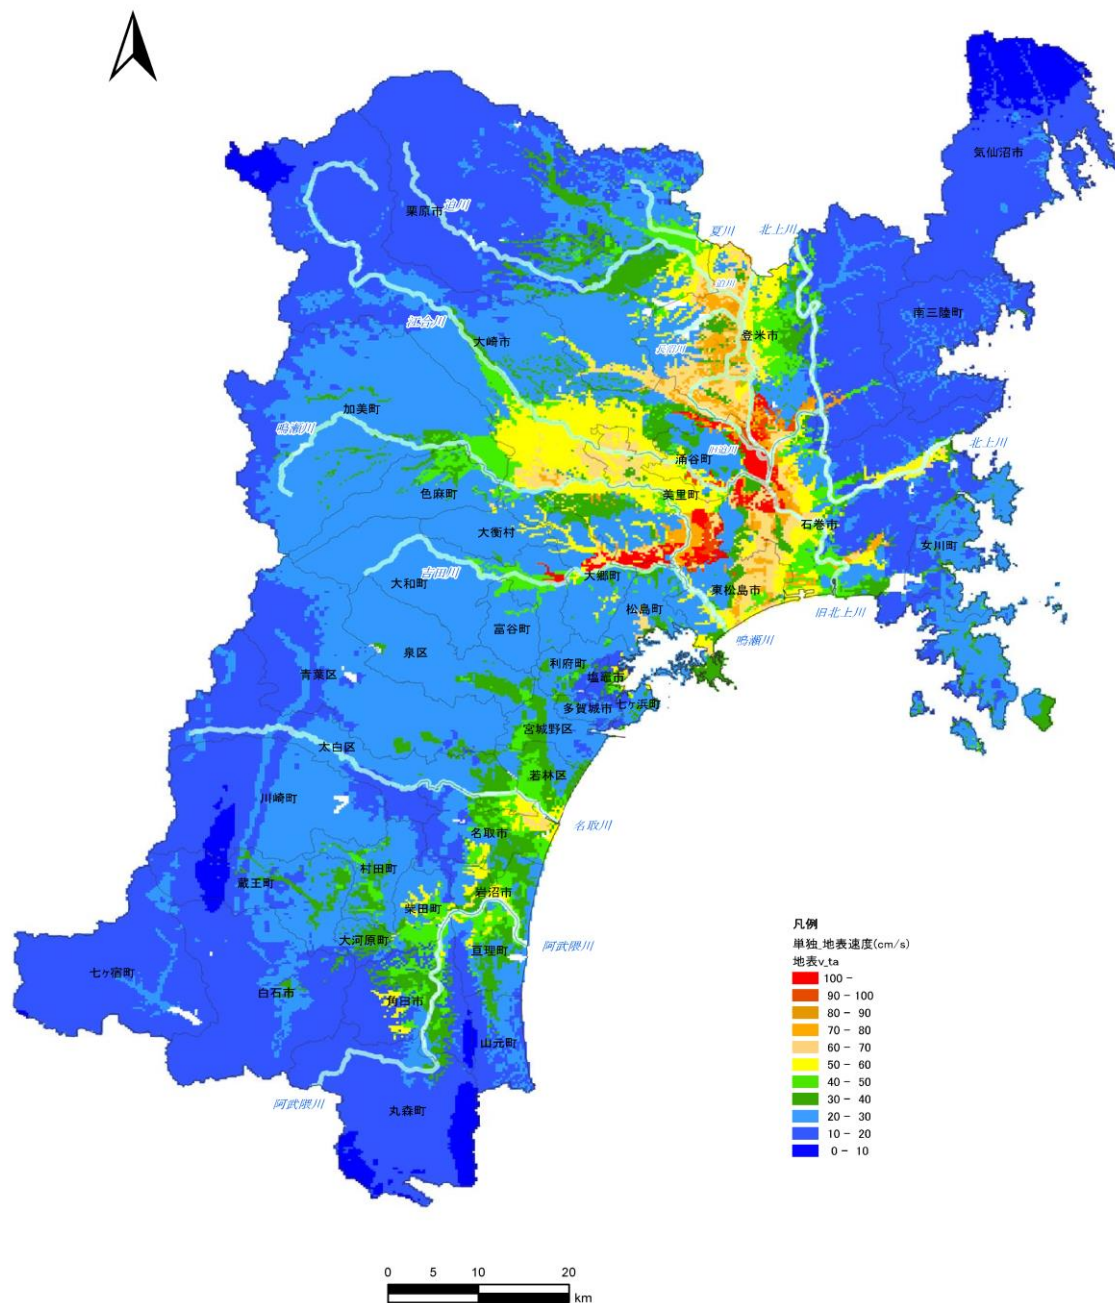 気仙沼市
栗原市
迫川
夏川
北上川
迫川
南三陸町
江合川
大崎市
登米市
長沼川
加美町
鳴瀬川
北上川
旧迫川
涌谷町
色麻町
美里町
大衡村
石巻市
女川町
吉田川
大郷町
大和町
東松島市
松島町
旧北上川
富谷町
鳴瀬川
泉区
利府町
青葉区
塩竈市
多賀城市
七ヶ浜町
宮城野区
太白区
若林区
川崎町
名取川
名取市
村田町
蔵王町
岩沼市
柴田町
大河原町
阿武隈川
亘理町
七ヶ宿町
白石市
角田市
山元町
阿武隈川
丸森町
凡例
単独_地表速度(cm/s)
地表v_ta
100 -
90 - 100
80 - 90
70 - 80
60 - 70
50 - 60
40 - 50
30 - 40
20 - 30
10 - 20
0 - 10
0 5 10 20
km